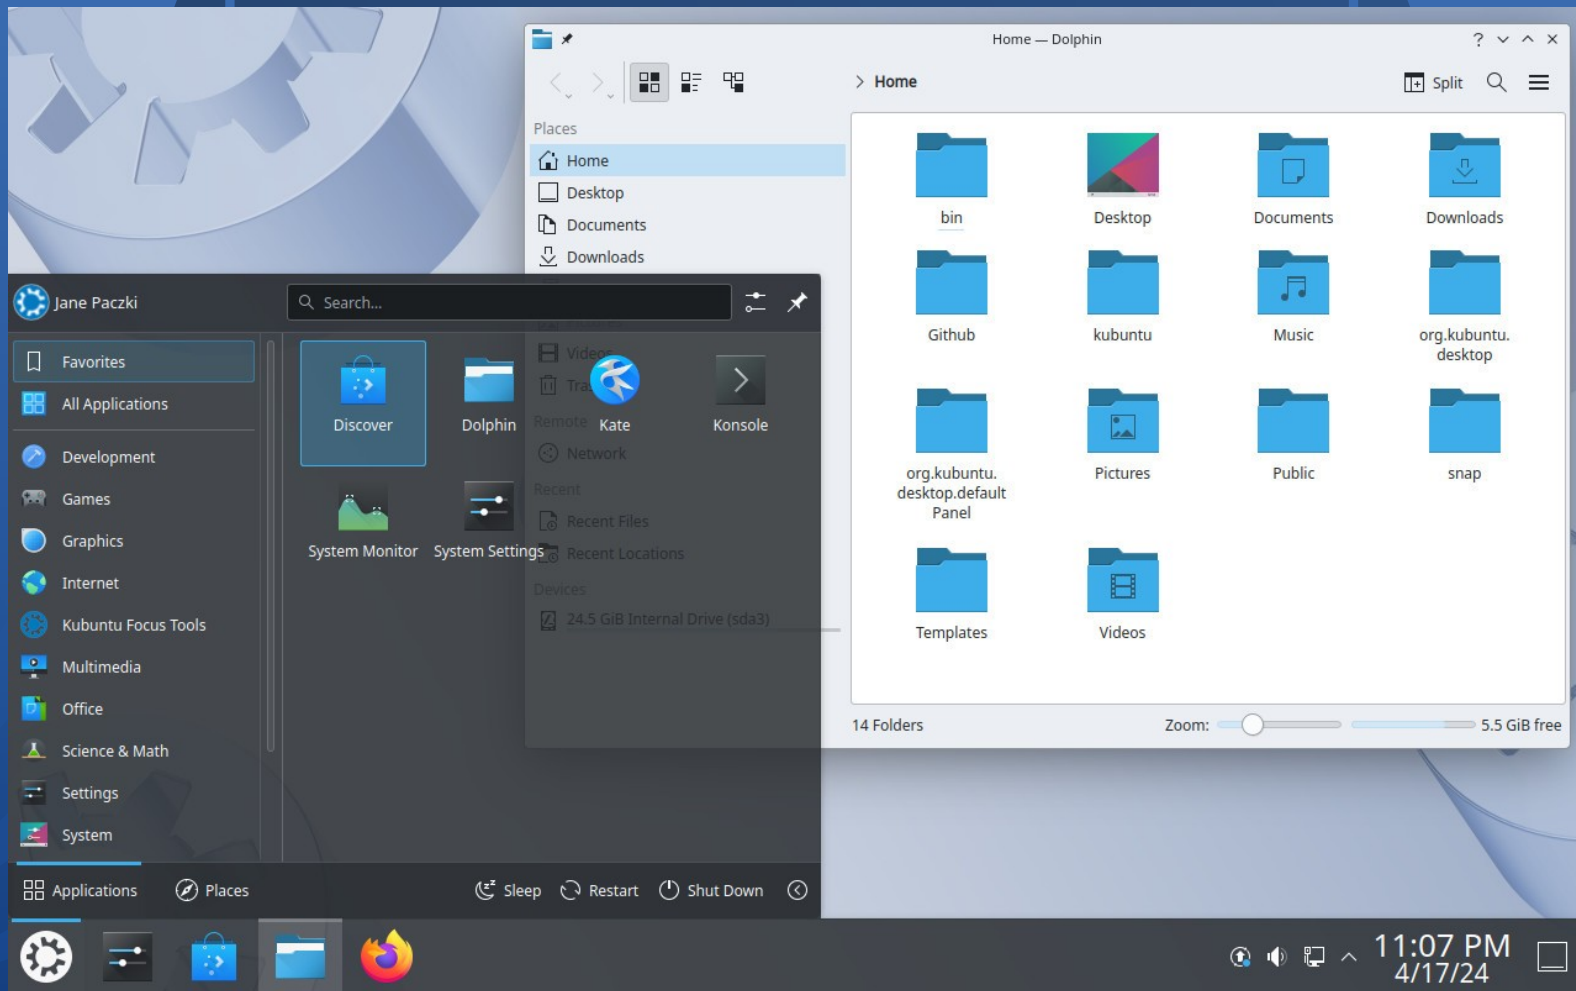 Home — Dolphin
Home
Split
Places
Home
Desktop
Documents
Downloads
Videos
Remote
Network
Recent
Recent Files
Recent Locations
Devices
24.5 GiB Internal Drive (sda3)
bin
Desktop
Documents
Downloads
Github
kubuntu
Music
org.kubuntu.
desktop
org.kubuntu.
desktop.default
Panel
Pictures
Public
snap
Templates
Videos
14 Folders
Zoom:
5.5 GiB free
Jane Paczki
Search...
Favorites
All Applications
Development
Games
Graphics
Internet
Kubuntu Focus Tools
Multimedia
Office
Science & Math
Settings
System
Discover
Dolphin
Kate
Konsole
System Monitor
System Settings
Applications
Places
Sleep
Restart
Shut Down
11:07 PM
4/17/24